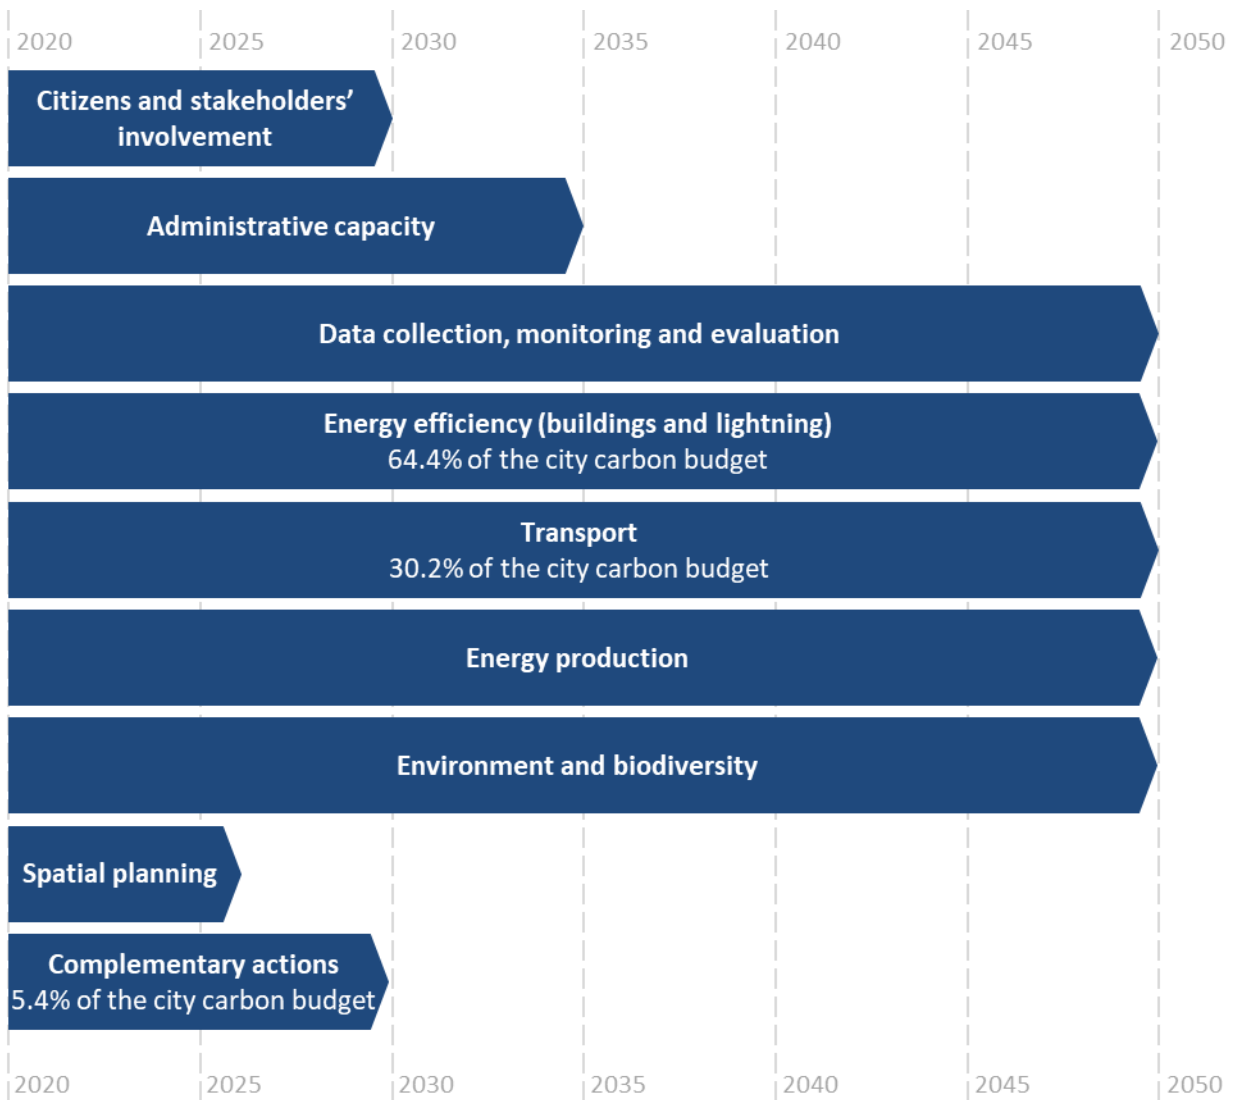 2020 2025 2030 2035 2040 2045 2050
Citizens and stakeholders’
involvement
Administrative capacity
Data collection, monitoring and evaluation
Energy efficiency (buildings and lightning)
64.4% of the city carbon budget
Transport
30.2% of the city carbon budget
Energy production
Environment and biodiversity
Spatial planning
Complementary actions
5.4% of the city carbon budget
2020 2025 2030 2035 2040 2045 2050